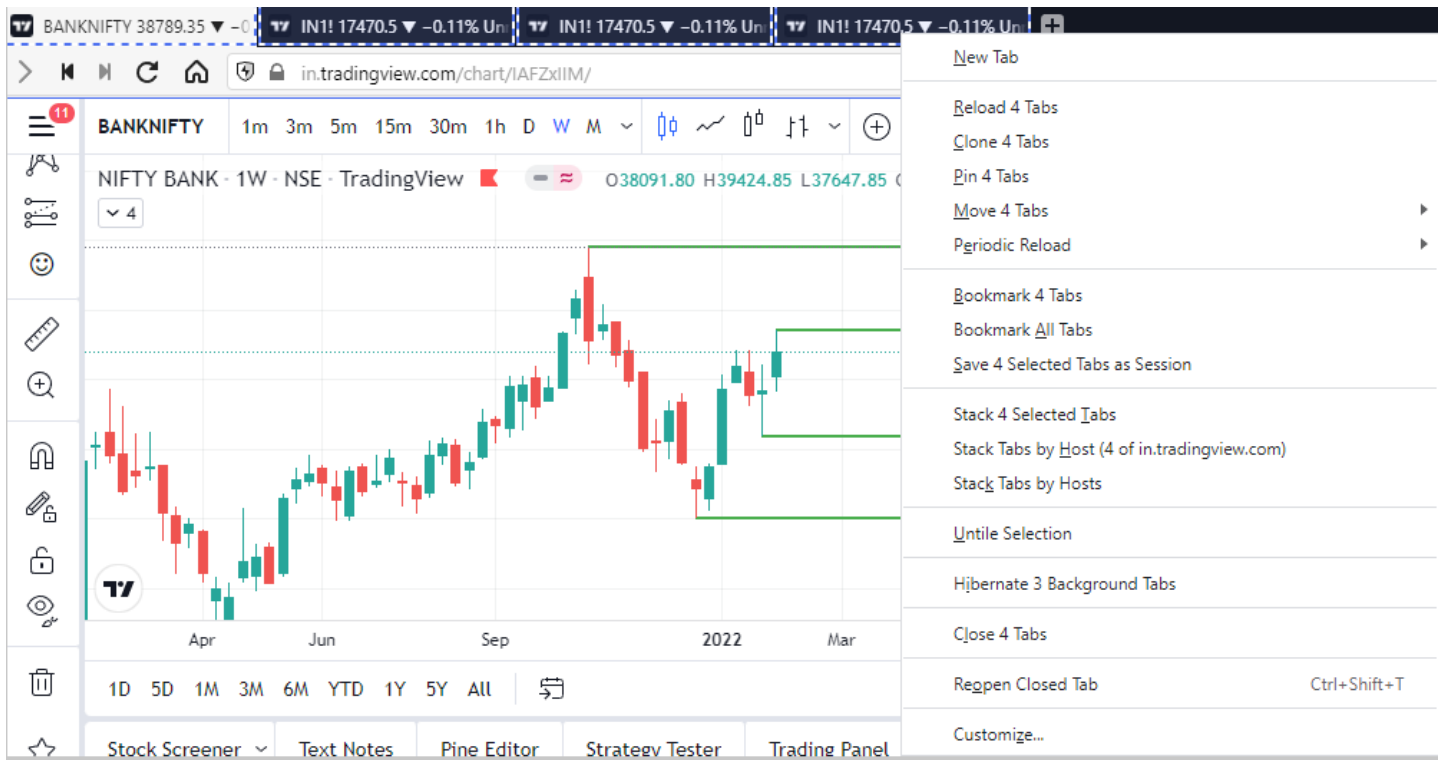 BANKNIFTY 38789.35 ▼ −0
IN1! 17470.5 ▼ −0.11% Un
IN1! 17470.5 ▼ −0.11% Un
IN1! 17470.5 ▼ −0.11% Un
in.tradingview.com/chart/IAFZxIIM/
11
BANKNIFTY 1m 3m 5m 15m 30m 1h D W M
NIFTY BANK · 1W · NSE · TradingView O38091.80 H39424.85 L37647.85
4
Apr Jun Sep 2022 Mar
1D 5D 1M 3M 6M YTD 1Y 5Y All
Stock Screener Text Notes Pine Editor Strategy Tester Trading Panel
New Tab
Reload 4 Tabs
Clone 4 Tabs
Pin 4 Tabs
Move 4 Tabs
Periodic Reload
Bookmark 4 Tabs
Bookmark All Tabs
Save 4 Selected Tabs as Session
Stack 4 Selected Tabs
Stack Tabs by Host (4 of in.tradingview.com)
Stack Tabs by Hosts
Untile Selection
Hibernate 3 Background Tabs
Close 4 Tabs
Reopen Closed Tab Ctrl+Shift+T
Customize...